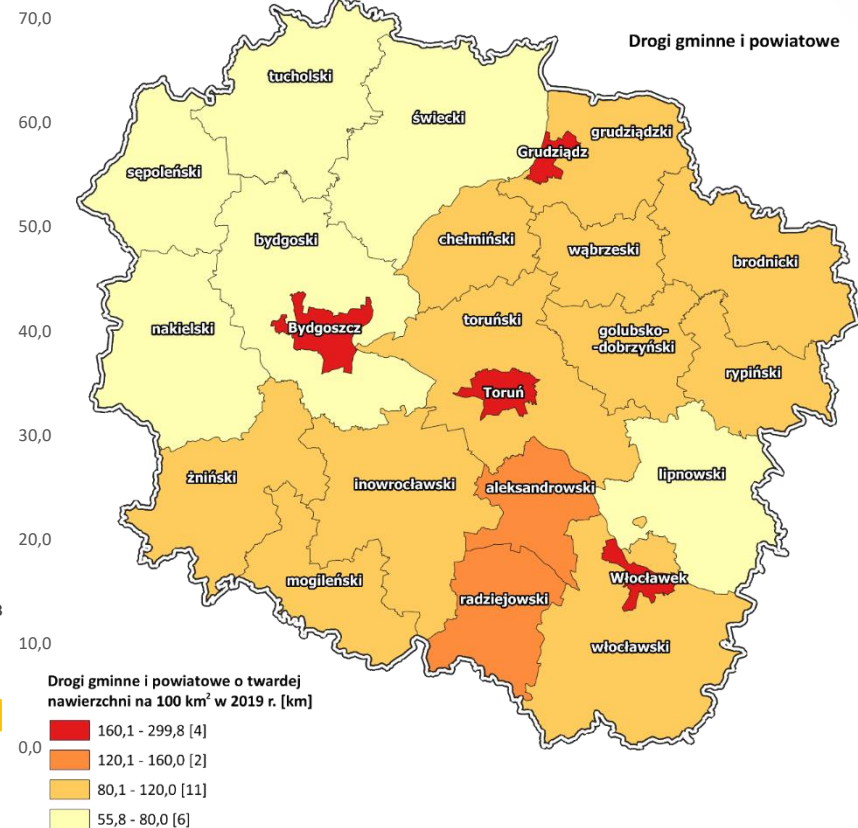 70,0
60,0
50,0
40,0
30,0
20,0
10,0
0,0
3
Drogi gminne i powiatowe
tucholski
świecki
grudziądzki
Grudziądz
sępoleński
bydgoski
chełmiński
wąbrzeski
brodnicki
nakielski
Bydgoszcz
toruński
golubsko-
-dobrzyński
rypiński
Toruń
żniński
inowrocławski
aleksandrowski
lipnowski
mogileński
radziejowski
Włocławek
włocławski
Drogi gminne i powiatowe o twardej
nawierzchni na 100 km² w 2019 r. [km]
160,1 - 299,8 [4]
120,1 - 160,0 [2]
80,1 - 120,0 [11]
55,8 - 80,0 [6]